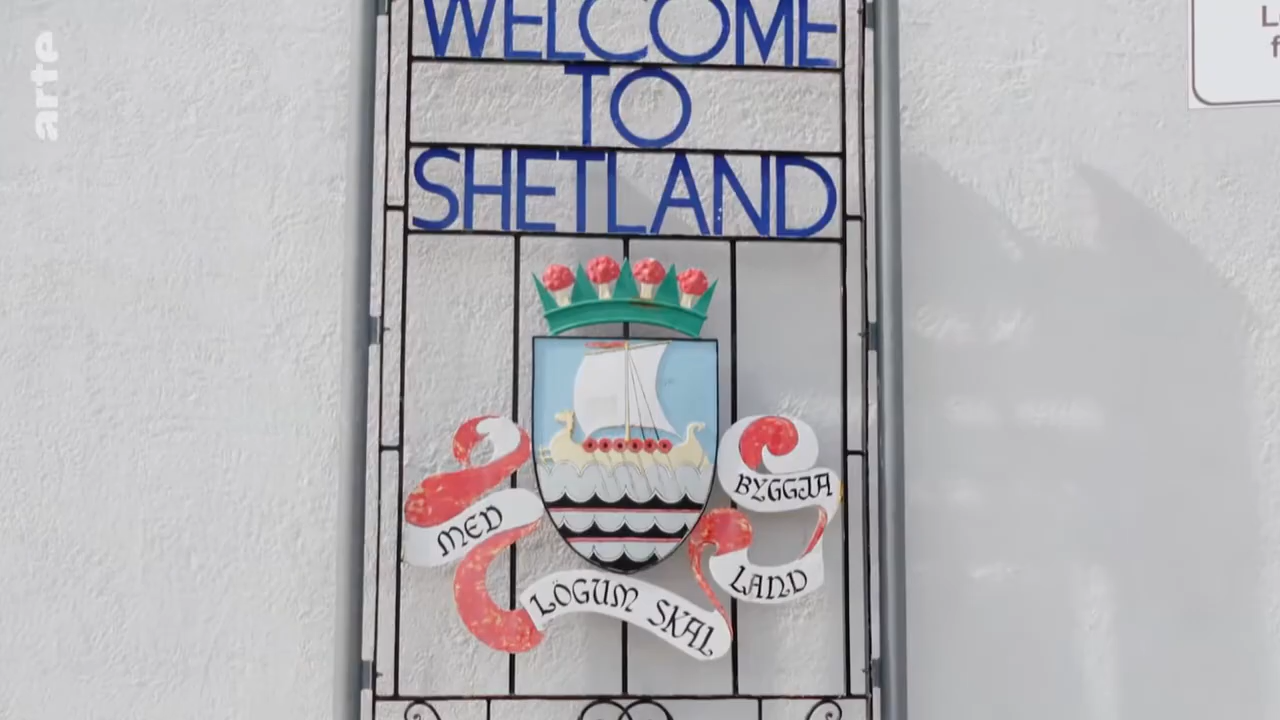 arte
WELCOME
TO
SHETLAND
MED
LÖGUM SKAL
LAND
BYGGJA